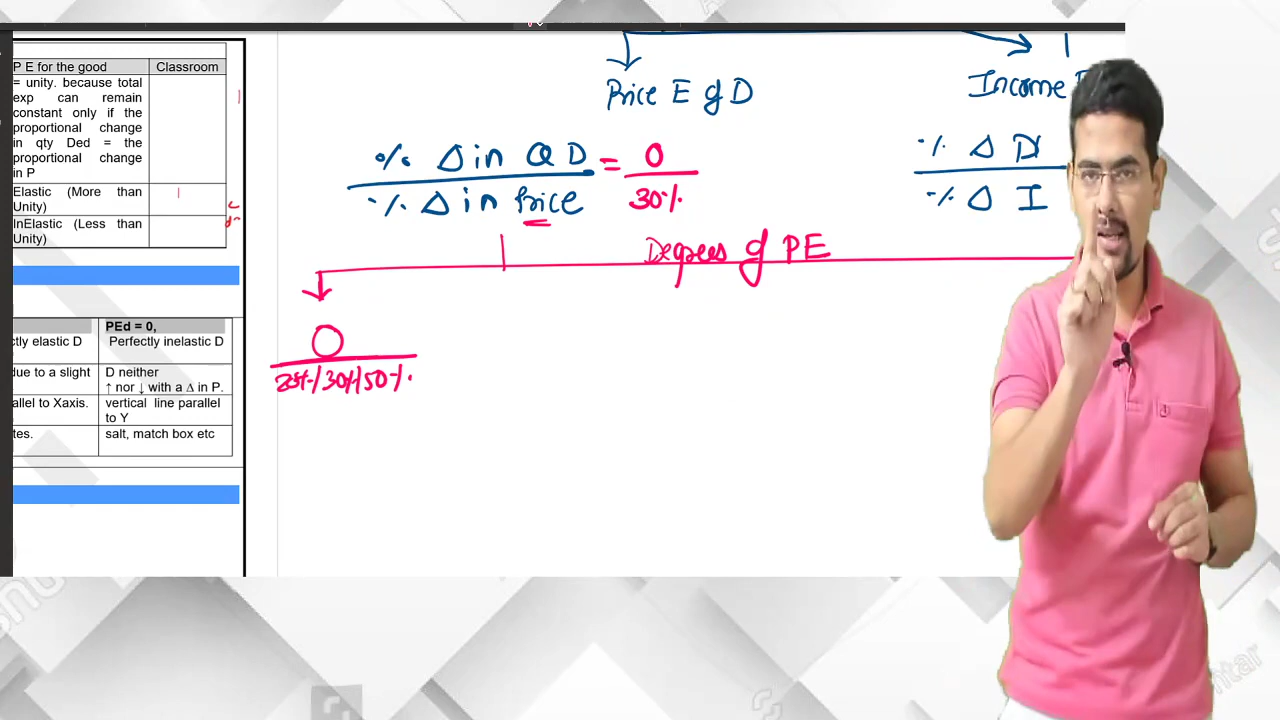 P E for the good
Classroom
= unity. because total
exp can remain
constant only if the
proportional change
in qty Ded = the
proportional change
in P
Elastic (More than
Unity)
InElastic (Less than
Unity)
PEd = 0,
ctly elastic D
Perfectly inelastic D
due to a slight
D neither
↑ nor ↓ with a Δ in P.
allel to Xaxis.
vertical line parallel
to Y
tes.
salt, match box etc
Price E of D
Income
% Δ in QD = 0
% Δ in Price 30%
% Δ D
% Δ I
Degrees of PE
0
25%/30%/50%